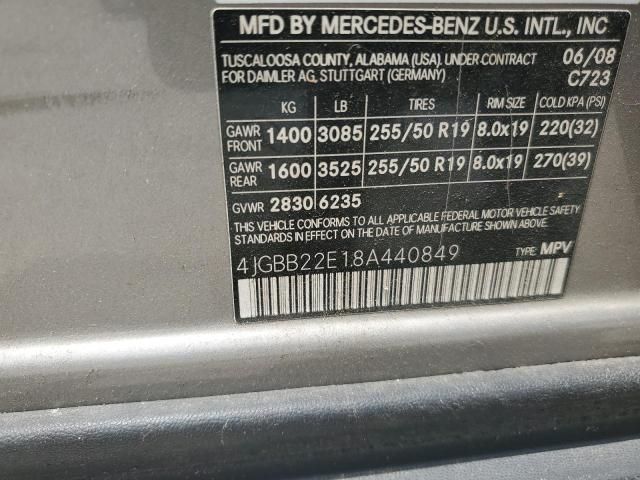 MFD BY MERCEDES-BENZ U.S. INTL., INC
TUSCALOOSA COUNTY, ALABAMA (USA). UNDER CONTRACT 06/08
FOR DAIMLER AG, STUTTGART (GERMANY) C723
KG LB TIRES RIM SIZE COLD KPA (PSI)
GAWR FRONT 1400 3085 255/50 R19 8.0x19 220(32)
GAWR REAR 1600 3525 255/50 R19 8.0x19 270(39)
GVWR 2830 6235
THIS VEHICLE CONFORMS TO ALL APPLICABLE FEDERAL MOTOR VEHICLE SAFETY
STANDARDS IN EFFECT ON THE DATE OF MANUFACTURE SHOWN ABOVE.
4JGBB22E18A440849 TYPE: MPV